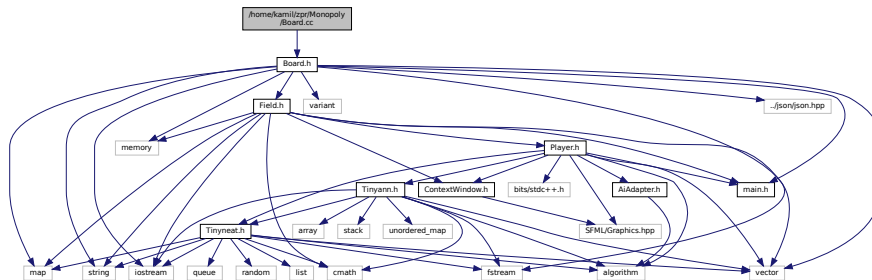 /home/kamil/zpr/Monopoly
/Board.cc
Board.h
Field.h
variant
../json/json.hpp
memory
Player.h
Tinyann.h
ContextWindow.h
bits/stdc++.h
AiAdapter.h
main.h
Tinyneat.h
array
stack
unordered_map
SFML/Graphics.hpp
map
string
iostream
queue
random
list
cmath
fstream
algorithm
vector